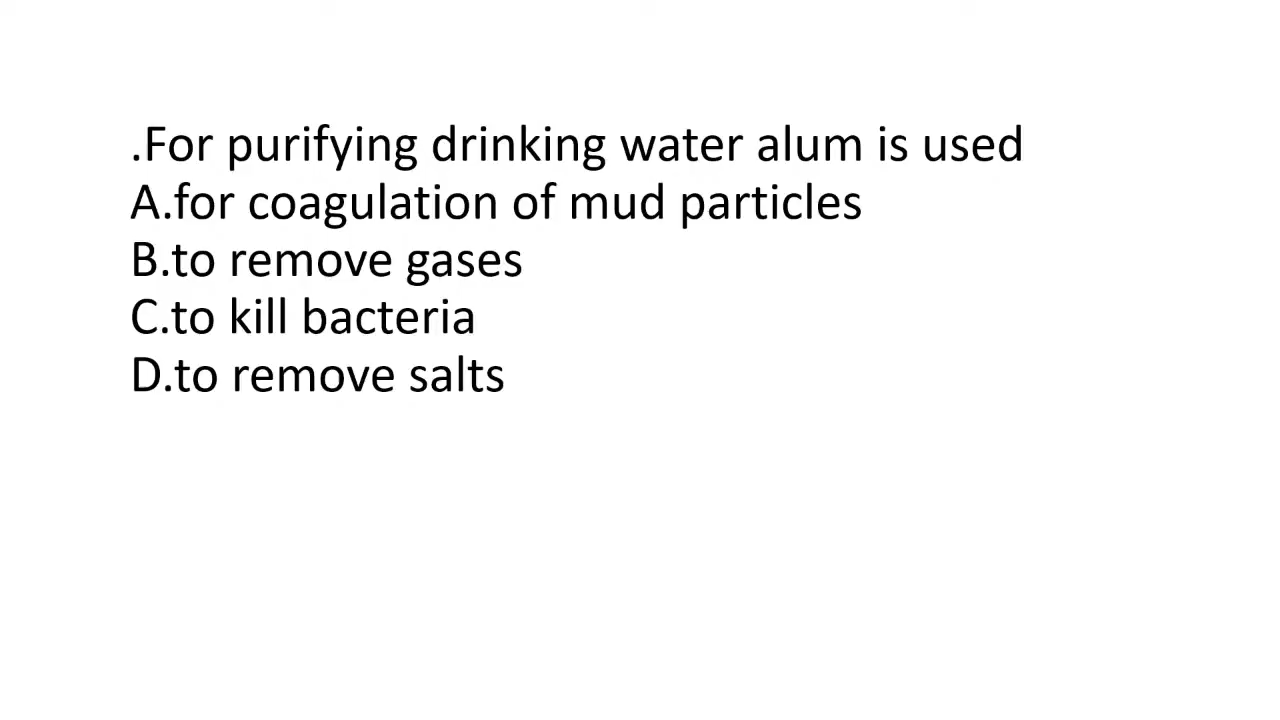 .For purifying drinking water alum is used
A.for coagulation of mud particles
B.to remove gases
C.to kill bacteria
D.to remove salts